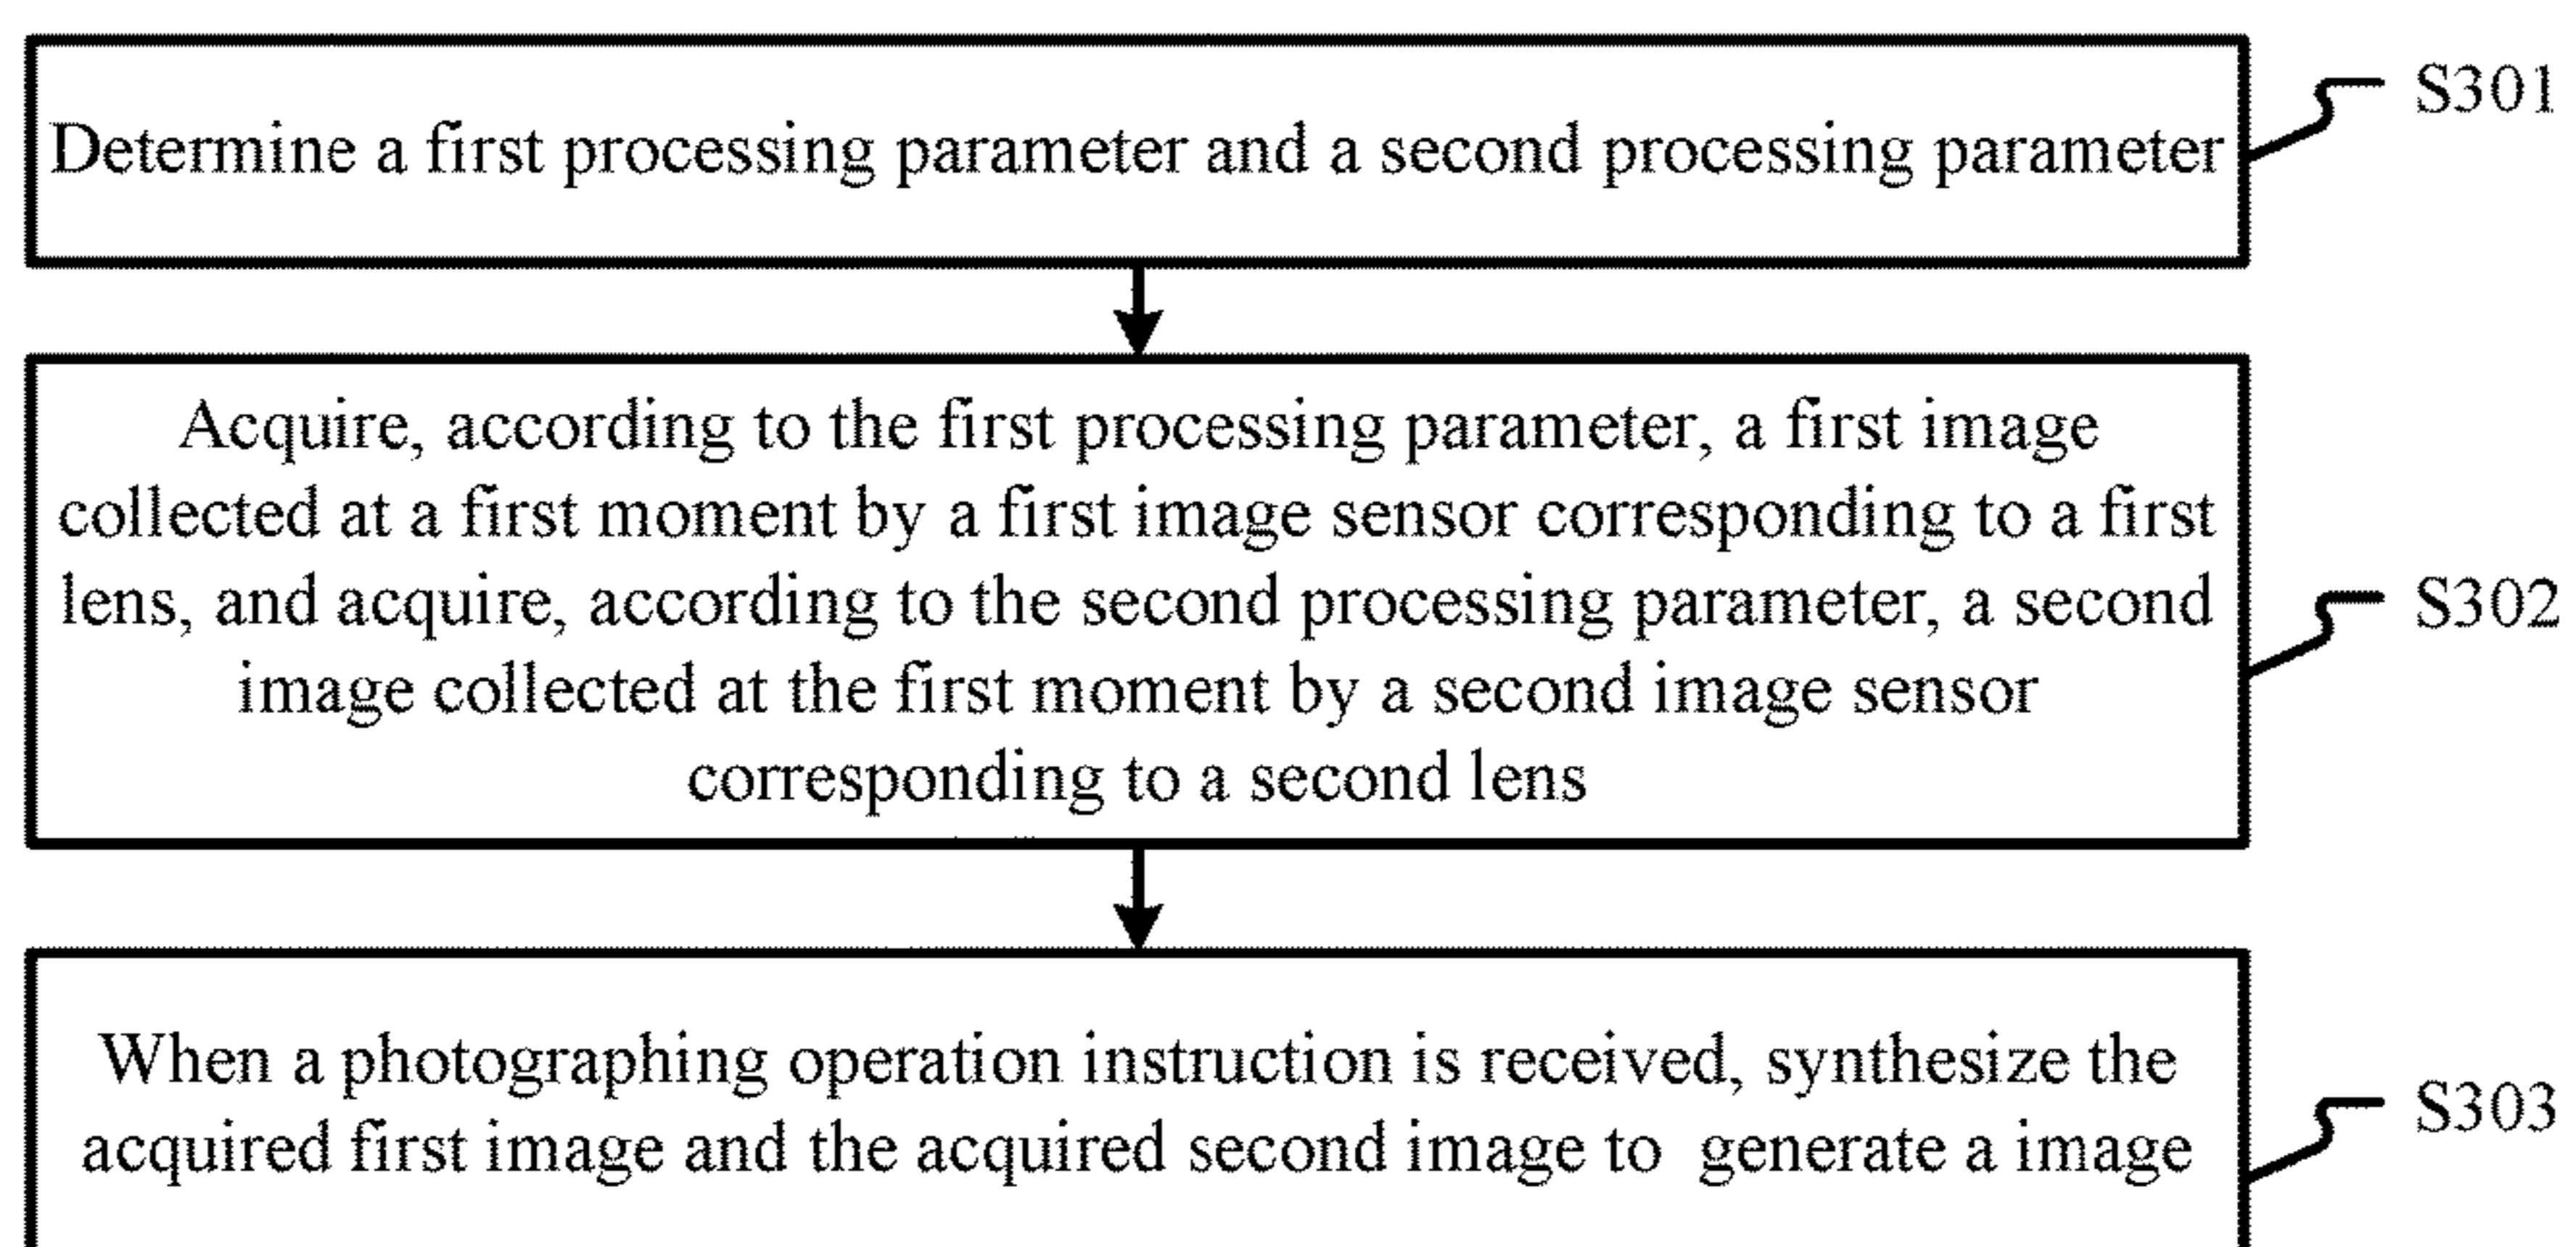 Determine a first processing parameter and a second processing parameter
S301
Acquire, according to the first processing parameter, a first image
collected at a first moment by a first image sensor corresponding to a first
lens, and acquire, according to the second processing parameter, a second
image collected at the first moment by a second image sensor
corresponding to a second lens
S302
When a photographing operation instruction is received, synthesize the
acquired first image and the acquired second image to generate a image
S303